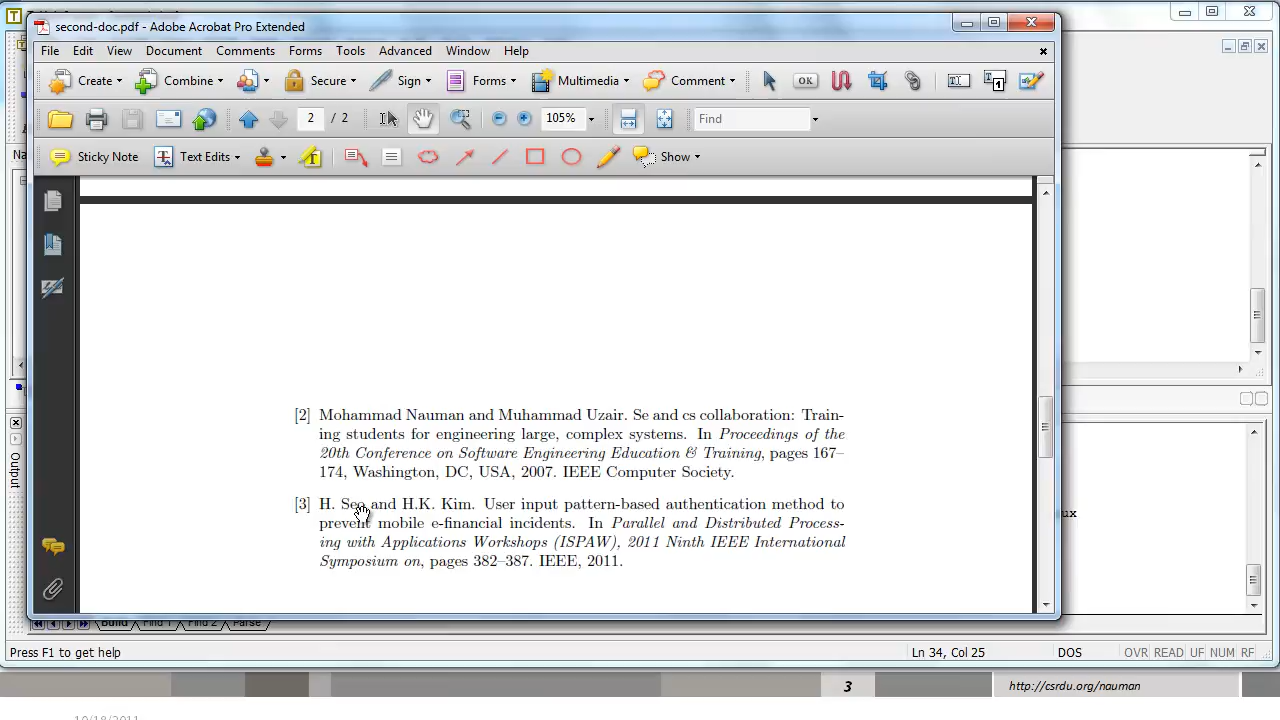 second-doc.pdf - Adobe Acrobat Pro Extended
File Edit View Document Comments Forms Tools Advanced Window Help
Create Combine Secure Sign Forms Multimedia Comment OK
2 / 2 105% Find
Sticky Note Text Edits Show
[2] Mohammad Nauman and Muhammad Uzair. Se and cs collaboration: Train-
ing students for engineering large, complex systems. In Proceedings of the
20th Conference on Software Engineering Education & Training, pages 167–
174, Washington, DC, USA, 2007. IEEE Computer Society.
[3] H. Seo and H.K. Kim. User input pattern-based authentication method to
prevent mobile e-financial incidents. In Parallel and Distributed Process-
ing with Applications Workshops (ISPAW), 2011 Ninth IEEE International
Symposium on, pages 382–387. IEEE, 2011.
Output
ux
Build Find 1 Find 2 Parse
Press F1 to get help Ln 34, Col 25 DOS OVR READ UF NUM RF
3 http://csrdu.org/nauman
10/18/2011